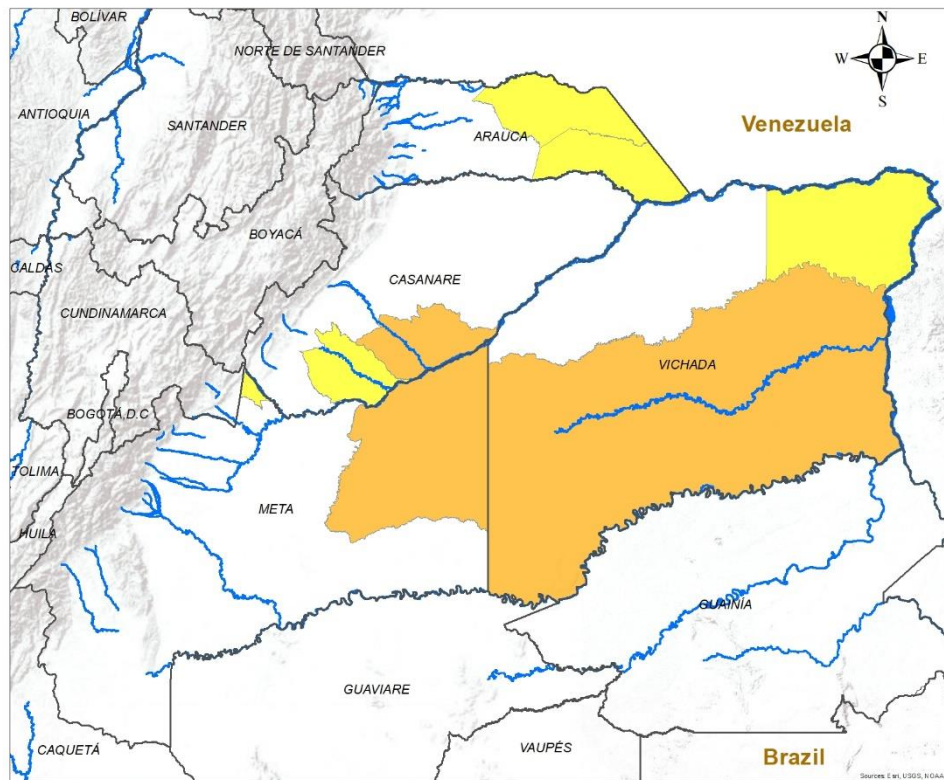 BOLÍVAR
NORTE DE SANTANDER
N
W E
S
ANTIOQUIA
SANTANDER
ARAUCA
Venezuela
BOYACÁ
CALDAS
CASANARE
CUNDINAMARCA
VICHADA
BOGOTÁ D.C
TOLIMA
META
HUILA
GUAINÍA
GUAVIARE
CAQUETÁ
VAUPÉS
Brazil
Sources: Esri, USGS, NOAA